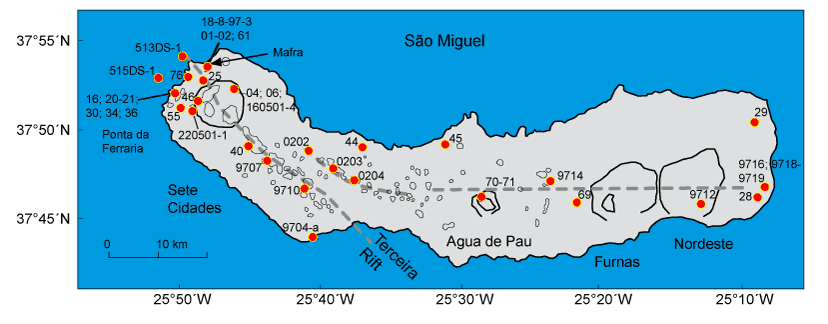 18-8-97-3
01-02; 61
São Miguel
37°55´N
513DS-1
Mafra
515DS-1
76
25
16; 20-21;
30; 34; 36
46
04; 06;
160501-4
55
220501-1
29
37°50´N
Ponta da
Ferraria
0202
44
45
40
9707
0203
0204
9714
9716; 9718-
9719
9710
70-71
69
9712
28
Sete
Cidades
37°45´N
9704-a
Terceira
Rift
Agua de Pau
Nordeste
Furnas
0 10 km
25°50´W 25°40´W 25°30´W 25°20´W 25°10´W